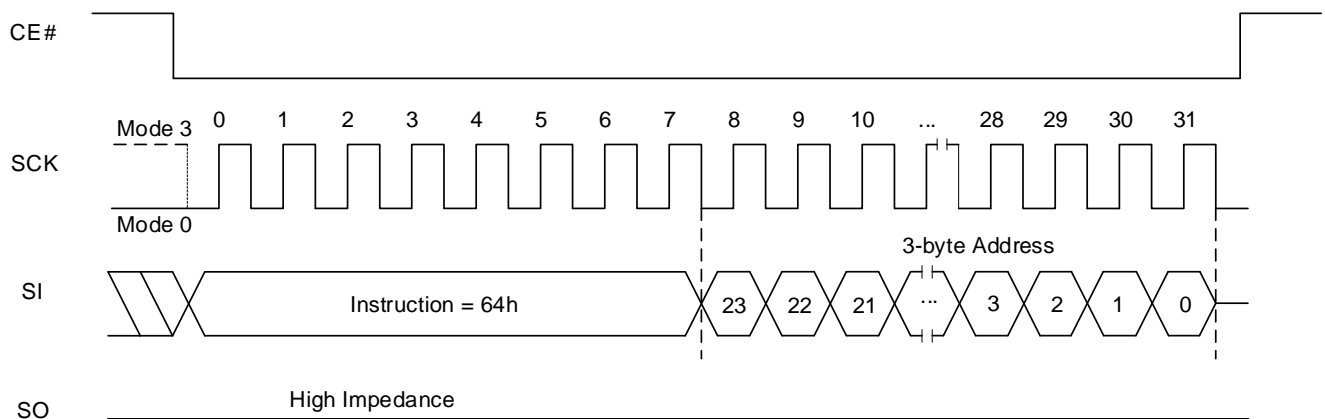 CE#
0 1 2 3 4 5 6 7 8 9 10 ... 28 29 30 31
Mode 3
SCK
Mode 0
3-byte Address
SI
Instruction = 64h 23 22 21 ... 3 2 1 0
High Impedance
SO